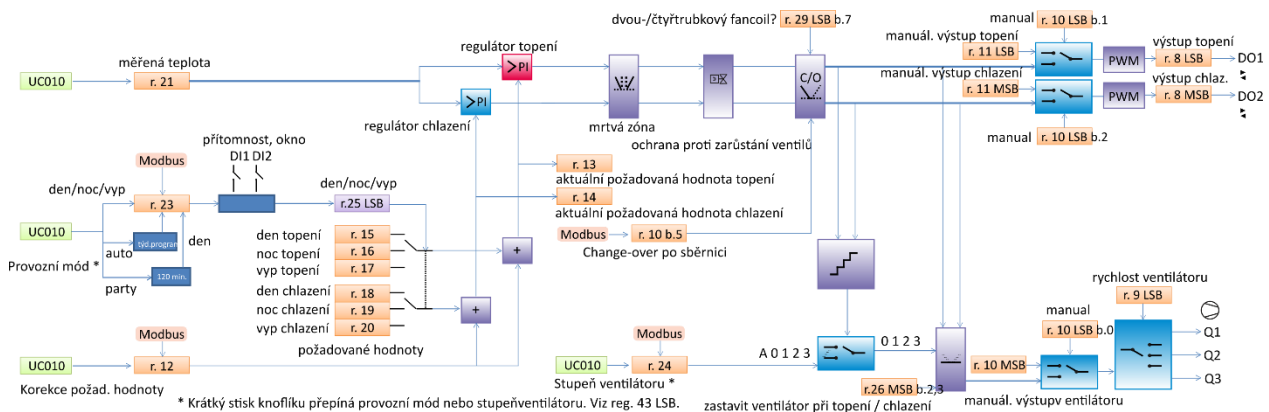 dvou-/čtyřtrubkový fancoil?
r. 29 LSB b.7
manual
r. 10 LSB b.1
regulátor topení
manuál. výstup topení
r. 11 LSB
výstup topení
měřená teplota
UC010
r. 21
>PI
C/O
PWM
r. 8 LSB
DO1
manuál. výstup chlazení
výstup chlaz.
>PI
r. 11 MSB
PWM
r. 8 MSB
DO2
regulátor chlazení
mrtvá zóna
manual
r. 10 LSB b.2
ochrana proti zarůstání ventilů
přítomnost, okno
DI1 DI2
Modbus
r. 13
aktuální požadovaná hodnota topení
den/noc/vyp
den/noc/vyp
r. 23
r.25 LSB
r. 14
aktuální požadovaná hodnota chlazení
UC010
auto
týd.program
den
den topení
r. 15
Modbus
r. 10 b.5
noc topení
r. 16
+
Change-over po sběrnici
Provozní mód *
party
120 min.
vyp topení
r. 17
den chlazení
r. 18
rychlost ventilátoru
noc chlazení
r. 19
+
r. 9 LSB
vyp chlazení
r. 20
manual
Modbus
požadované hodnoty
Modbus
r. 10 LSB b.0
Q1
A 0 1 2 3
0 1 2 3
UC010
r. 12
UC010
r. 24
r. 10 MSB
Q2
Korekce požad. hodnoty
Stupeň ventilátoru *
r.26 MSB b.2,3
manuál. výstupv entilátoru
Q3
* Krátký stisk knoflíku přepíná provozní mód nebo stupeňventilátoru. Viz reg. 43 LSB.
zastavit ventilátor při topení / chlazení